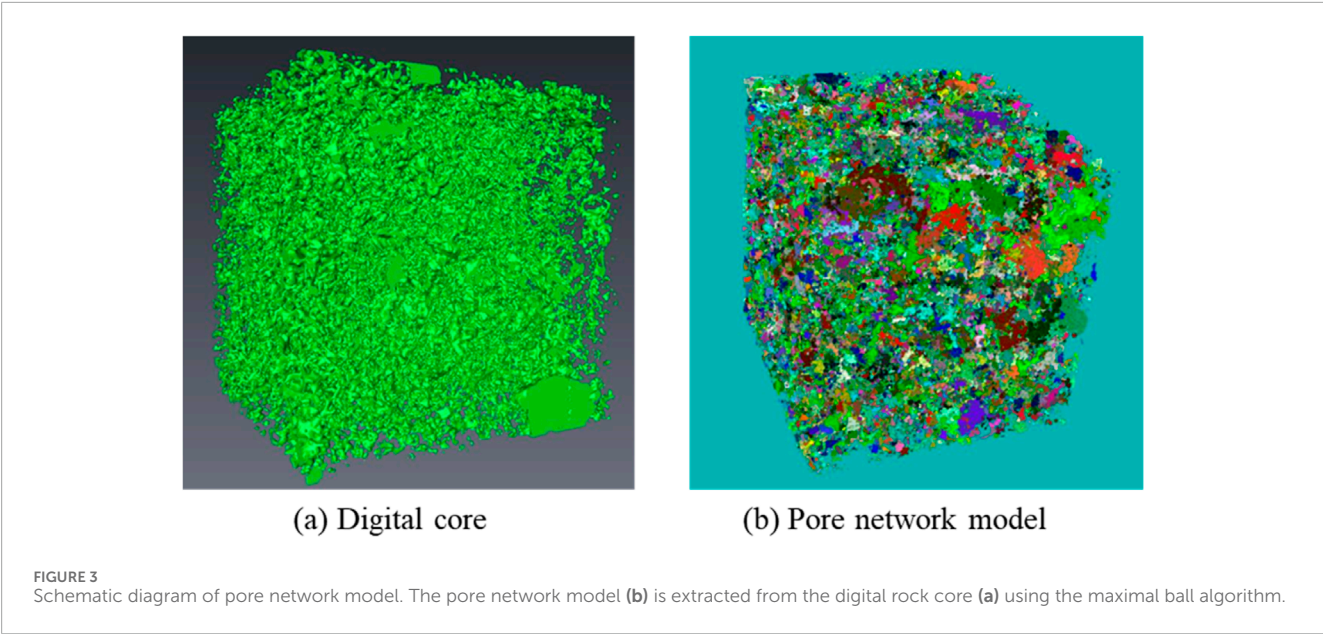 (a) Digital core
(b) Pore network model
FIGURE 3
Schematic diagram of pore network model. The pore network model (b) is extracted from the digital rock core (a) using the maximal ball algorithm.